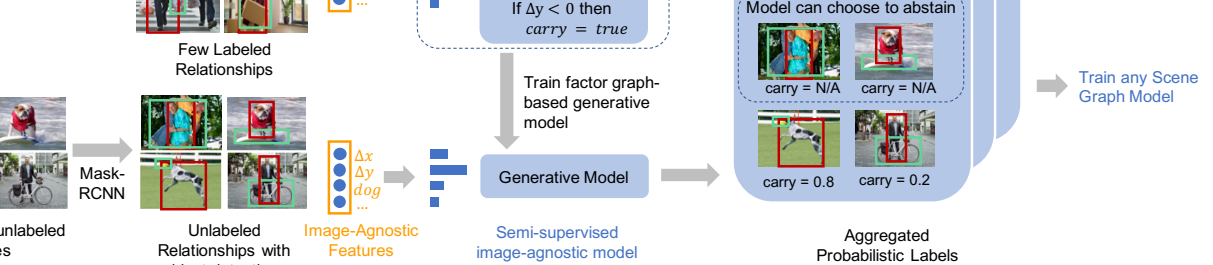 If Δy < 0 then
carry = true
Model can choose to abstain
...
Few Labeled
Relationships
carry = N/A carry = N/A
Train factor graph-
based generative
model
Train any Scene
Graph Model
Mask-
RCNN
Δx
Δy
dog
...
Generative Model
carry = 0.8 carry = 0.2
unlabeled
Unlabeled
Relationships with
Image-Agnostic
Features
Semi-supervised
image-agnostic model
Aggregated
Probabilistic Labels